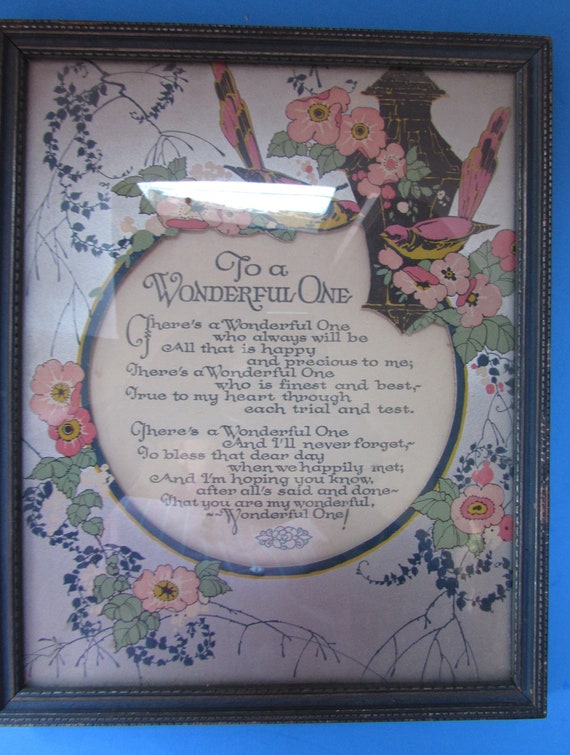 To a
Wonderful One
There's a Wonderful One
who always will be
All that is happy
and precious to me;
There's a Wonderful One
who is finest and best,~
True to my heart through
each trial and test.
There's a Wonderful One
And I'll never forget,~
To bless that dear day
when we happily met;
And I'm hoping you know,
after all's said and done~
That you are my wonderful,
~~Wonderful One!